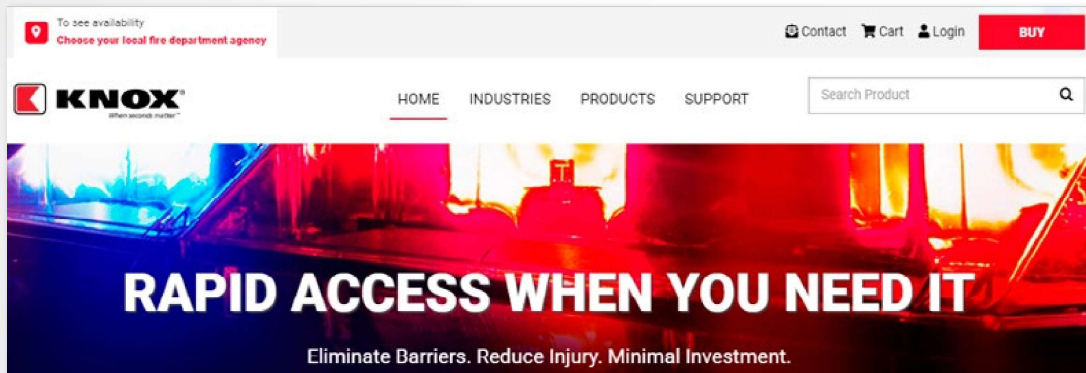 To see availability
Choose your local fire department agency
Contact Cart Login BUY
KNOX®
When seconds matter™
HOME INDUSTRIES PRODUCTS SUPPORT
Search Product
RAPID ACCESS WHEN YOU NEED IT
Eliminate Barriers. Reduce Injury. Minimal Investment.